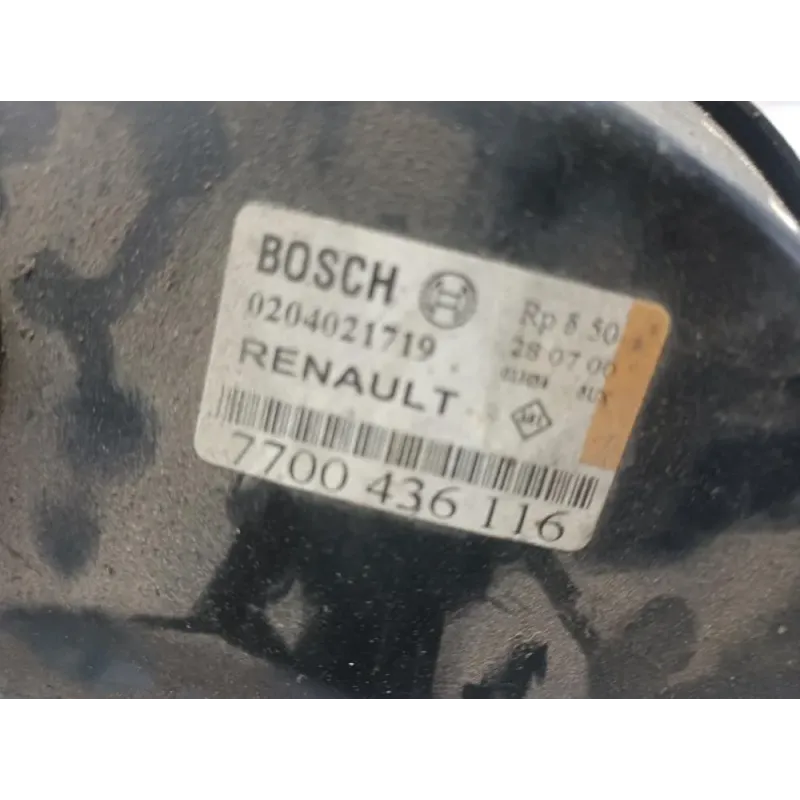 BOSCH
0204021719
RENAULT
7700 436 116
Rp 8 50
28 07 00